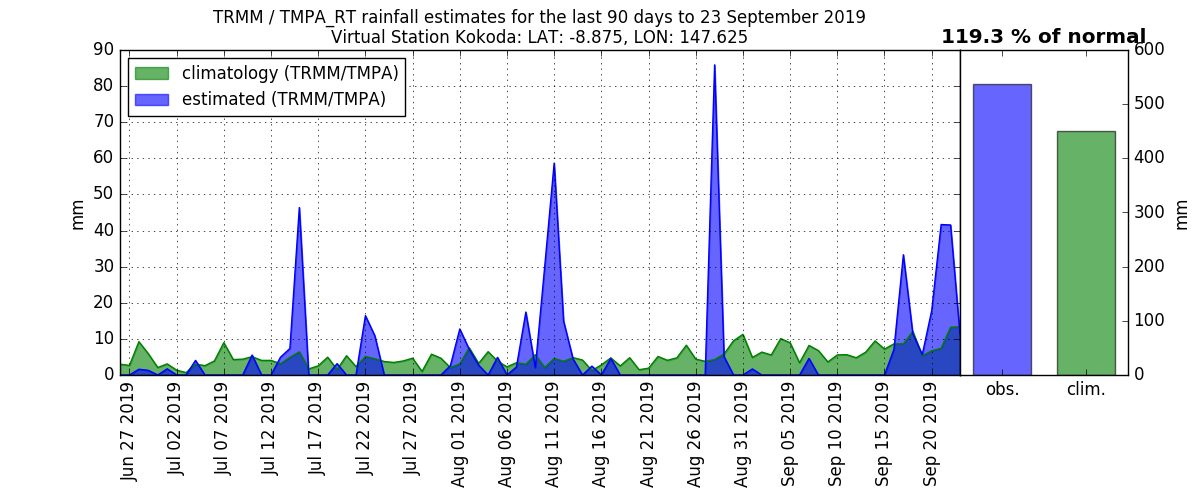 TRMM / TMPA_RT rainfall estimates for the last 90 days to 23 September 2019
Virtual Station Kokoda: LAT: -8.875, LON: 147.625
119.3 % of normal
climatology (TRMM/TMPA)
estimated (TRMM/TMPA)
mm
90
80
70
60
50
40
30
20
10
0
Jun 27 2019
Jul 02 2019
Jul 07 2019
Jul 12 2019
Jul 17 2019
Jul 22 2019
Jul 27 2019
Aug 01 2019
Aug 06 2019
Aug 11 2019
Aug 16 2019
Aug 21 2019
Aug 26 2019
Aug 31 2019
Sep 05 2019
Sep 10 2019
Sep 15 2019
Sep 20 2019
obs.
clim.
600
500
400
300
200
100
0
mm